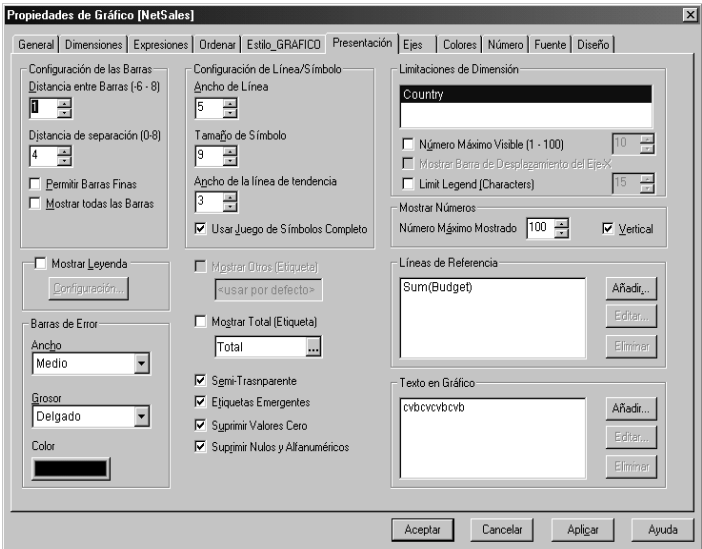 Propiedades de Gráfico [NetSales]
General Dimensiones Expresiones Ordenar Estilo_GRAFICO Presentación Ejes Colores Número Fuente Diseño
Configuración de las Barras
Distancia entre Barras (-6 - 8)
1
Distancia de separación (0-8)
4
Permitir Barras Finas
Mostrar todas las Barras
Mostrar Leyenda
Configuración...
Barras de Error
Ancho
Medio
Grosor
Delgado
Color
Configuración de Línea/Símbolo
Ancho de Línea
5
Tamaño de Símbolo
9
Ancho de la línea de tendencia
3
Usar Juego de Símbolos Completo
Mostrar Otros (Etiqueta)
<usar por defecto>
Mostrar Total (Etiqueta)
Total ...
Semi-Trasnparente
Etiquetas Emergentes
Suprimir Valores Cero
Suprimir Nulos y Alfanuméricos
Limitaciones de Dimensión
Country
Número Máximo Visible (1 - 100) 10
Mostrar Barra de Desplazamiento del Eje-X
Limit Legend (Characters) 15
Mostrar Números
Número Máximo Mostrado 100 Vertical
Líneas de Referencia
Sum(Budget)
Añadir...
Editar...
Eliminar
Texto en Gráfico
cvbcvcvbcvb
Añadir...
Editar...
Eliminar
Aceptar Cancelar Aplicar Ayuda